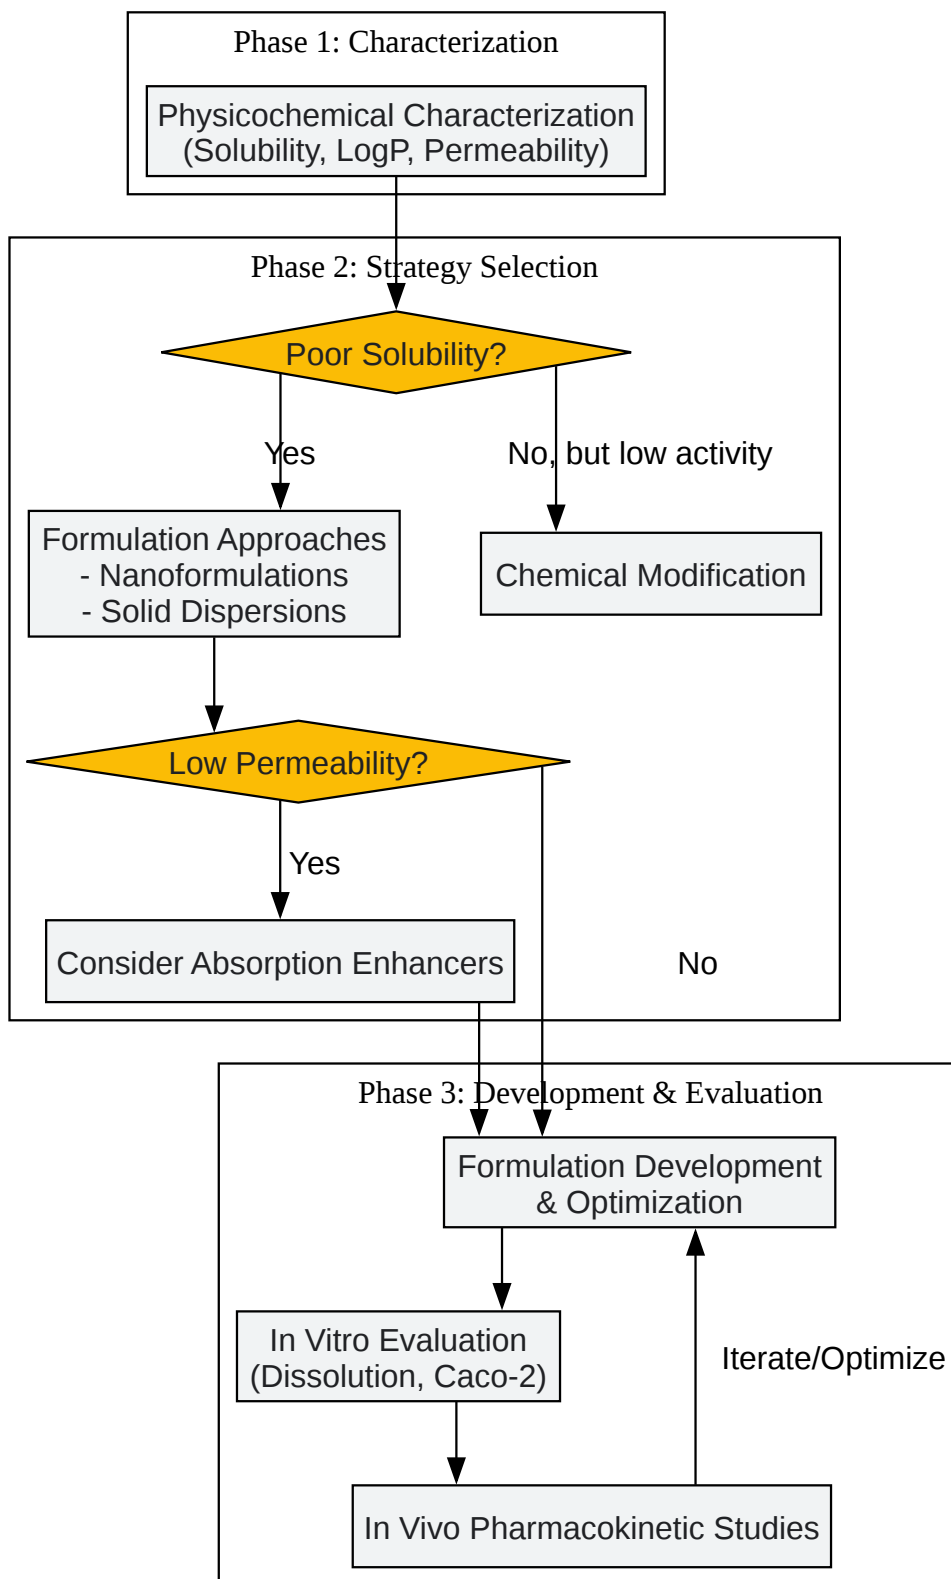 Phase 1: Characterization
Physicochemical Characterization
(Solubility, LogP, Permeability)
Phase 2: Strategy Selection
Poor Solubility?
Yes
No, but low activity
Formulation Approaches
- Nanoformulations
- Solid Dispersions
Chemical Modification
Low Permeability?
Yes
Consider Absorption Enhancers
No
Phase 3: Development & Evaluation
Formulation Development
& Optimization
In Vitro Evaluation
(Dissolution, Caco-2)
Iterate/Optimize
In Vivo Pharmacokinetic Studies